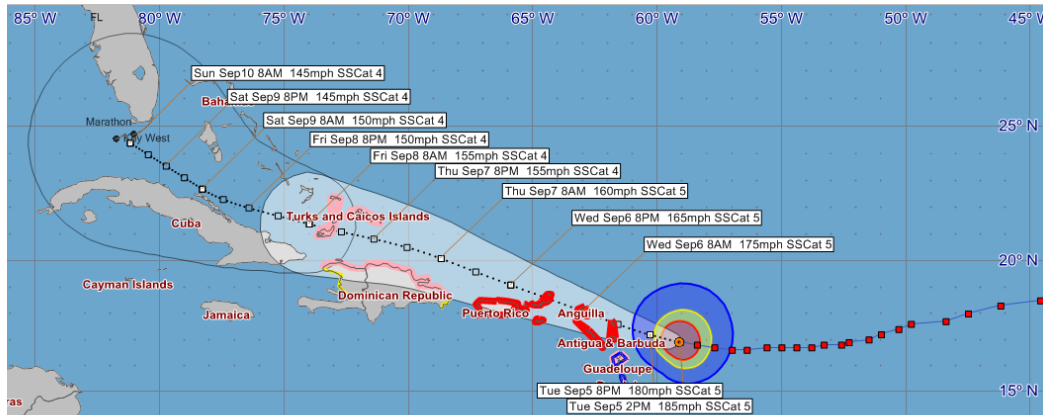 85° W 80° W 75° W 70° W 65° W 60° W 55° W 50° W 45° W
FL
Sun Sep10 8AM 145mph SSCat 4
Sat Sep9 8PM 145mph SSCat 4
Sat Sep9 8AM 150mph SSCat 4
Fri Sep8 8PM 150mph SSCat 4
Fri Sep8 8AM 155mph SSCat 4
Thu Sep7 8PM 155mph SSCat 4
Thu Sep7 8AM 160mph SSCat 5
Wed Sep6 8PM 165mph SSCat 5
Wed Sep6 8AM 175mph SSCat 5
Marathon
West
25° N
25° N
Turks and Caicos Islands
Cuba
20° N
20° N
Cayman Islands
Jamaica
Dominican Republic
Puerto Rico
Anguilla
Antigua & Barbuda
Guadeloupe
Tue Sep5 8PM 180mph SSCat 5
Tue Sep5 2PM 185mph SSCat 5
15° N
15° N